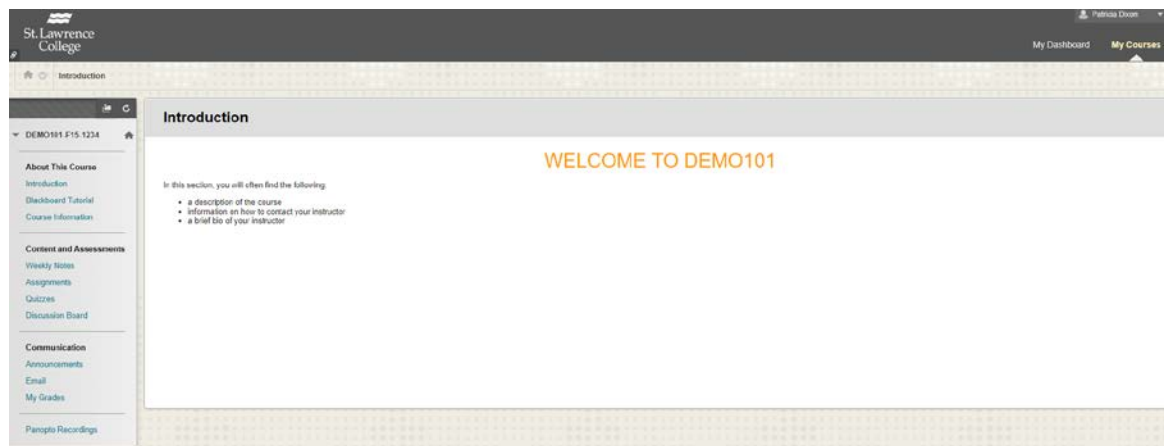 St. Lawrence
College
Patricia Dixon
My Dashboard My Courses
Introduction
DEMO101.F15.1234
About This Course
Introduction
Blackboard Tutorial
Course Information
Content and Assessments
Weekly Notes
Assignments
Quizzes
Discussion Board
Communication
Announcements
Email
My Grades
Panopto Recordings
Introduction
WELCOME TO DEMO101
In this section, you will often find the following:
a description of the course
information on how to contact your instructor
a brief bio of your instructor